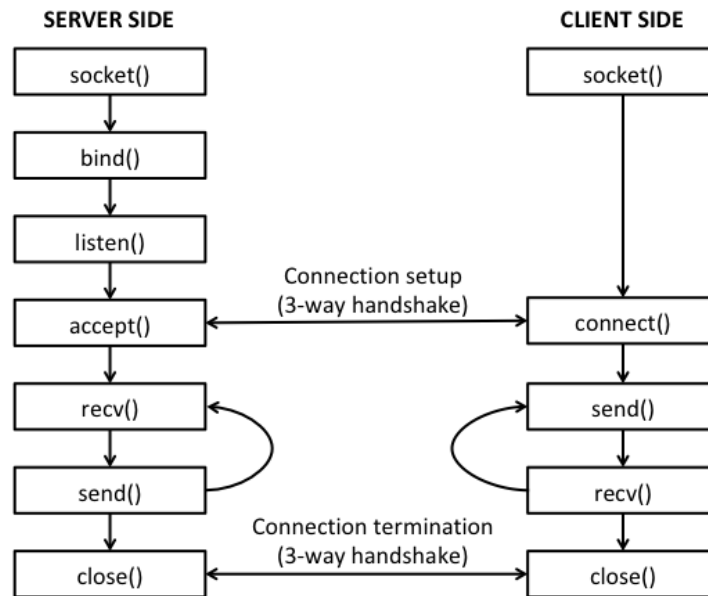 SERVER SIDE
CLIENT SIDE
socket()
socket()
bind()
listen()
Connection setup
(3-way handshake)
accept()
connect()
recv()
send()
send()
recv()
Connection termination
(3-way handshake)
close()
close()